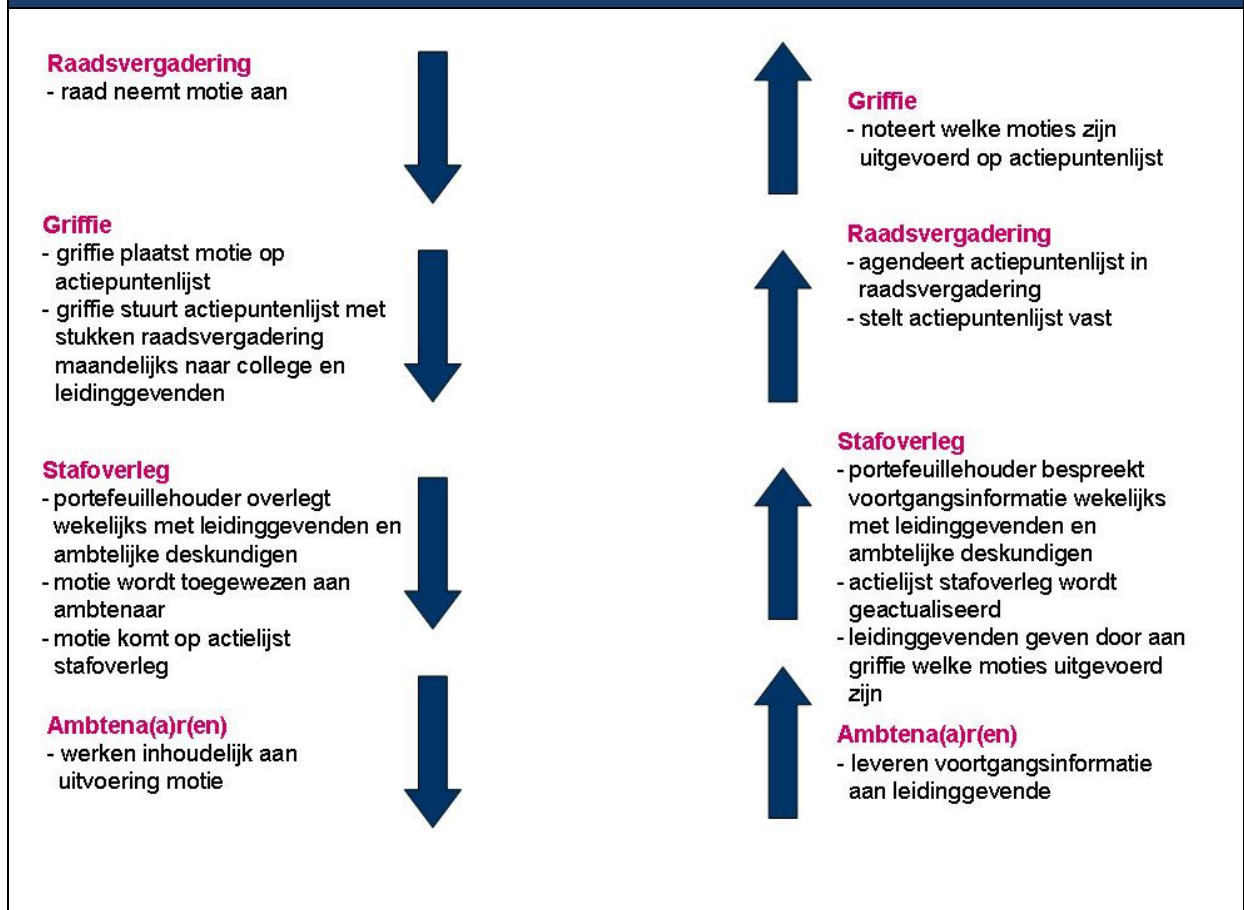 Raadsvergadering
- raad neemt motie aan
Griffie
- griffie plaatst motie op
actiepuntenlijst
- griffie stuurt actiepuntenlijst met
stukken raadsvergadering
maandelijks naar college en
leidinggevenden
Stafoverleg
- portefeuillehouder overlegt
wekelijks met leidinggevenden en
ambtelijke deskundigen
- motie wordt toegewezen aan
ambtenaar
- motie komt op actielijst
stafoverleg
Ambtena(a)r(en)
- werken inhoudelijk aan
uitvoering motie
Griffie
- noteert welke moties zijn
uitgevoerd op actiepuntenlijst
Raadsvergadering
- agendeert actiepuntenlijst in
raadsvergadering
- stelt actiepuntenlijst vast
Stafoverleg
- portefeuillehouder bespreekt
voortgangsinformatie wekelijks
met leidinggevenden en
ambtelijke deskundigen
- actielijst stafoverleg wordt
geactualiseerd
- leidinggevenden geven door aan
griffie welke moties uitgevoerd
zijn
Ambtena(a)r(en)
- leveren voortgangsinformatie
aan leidinggevende